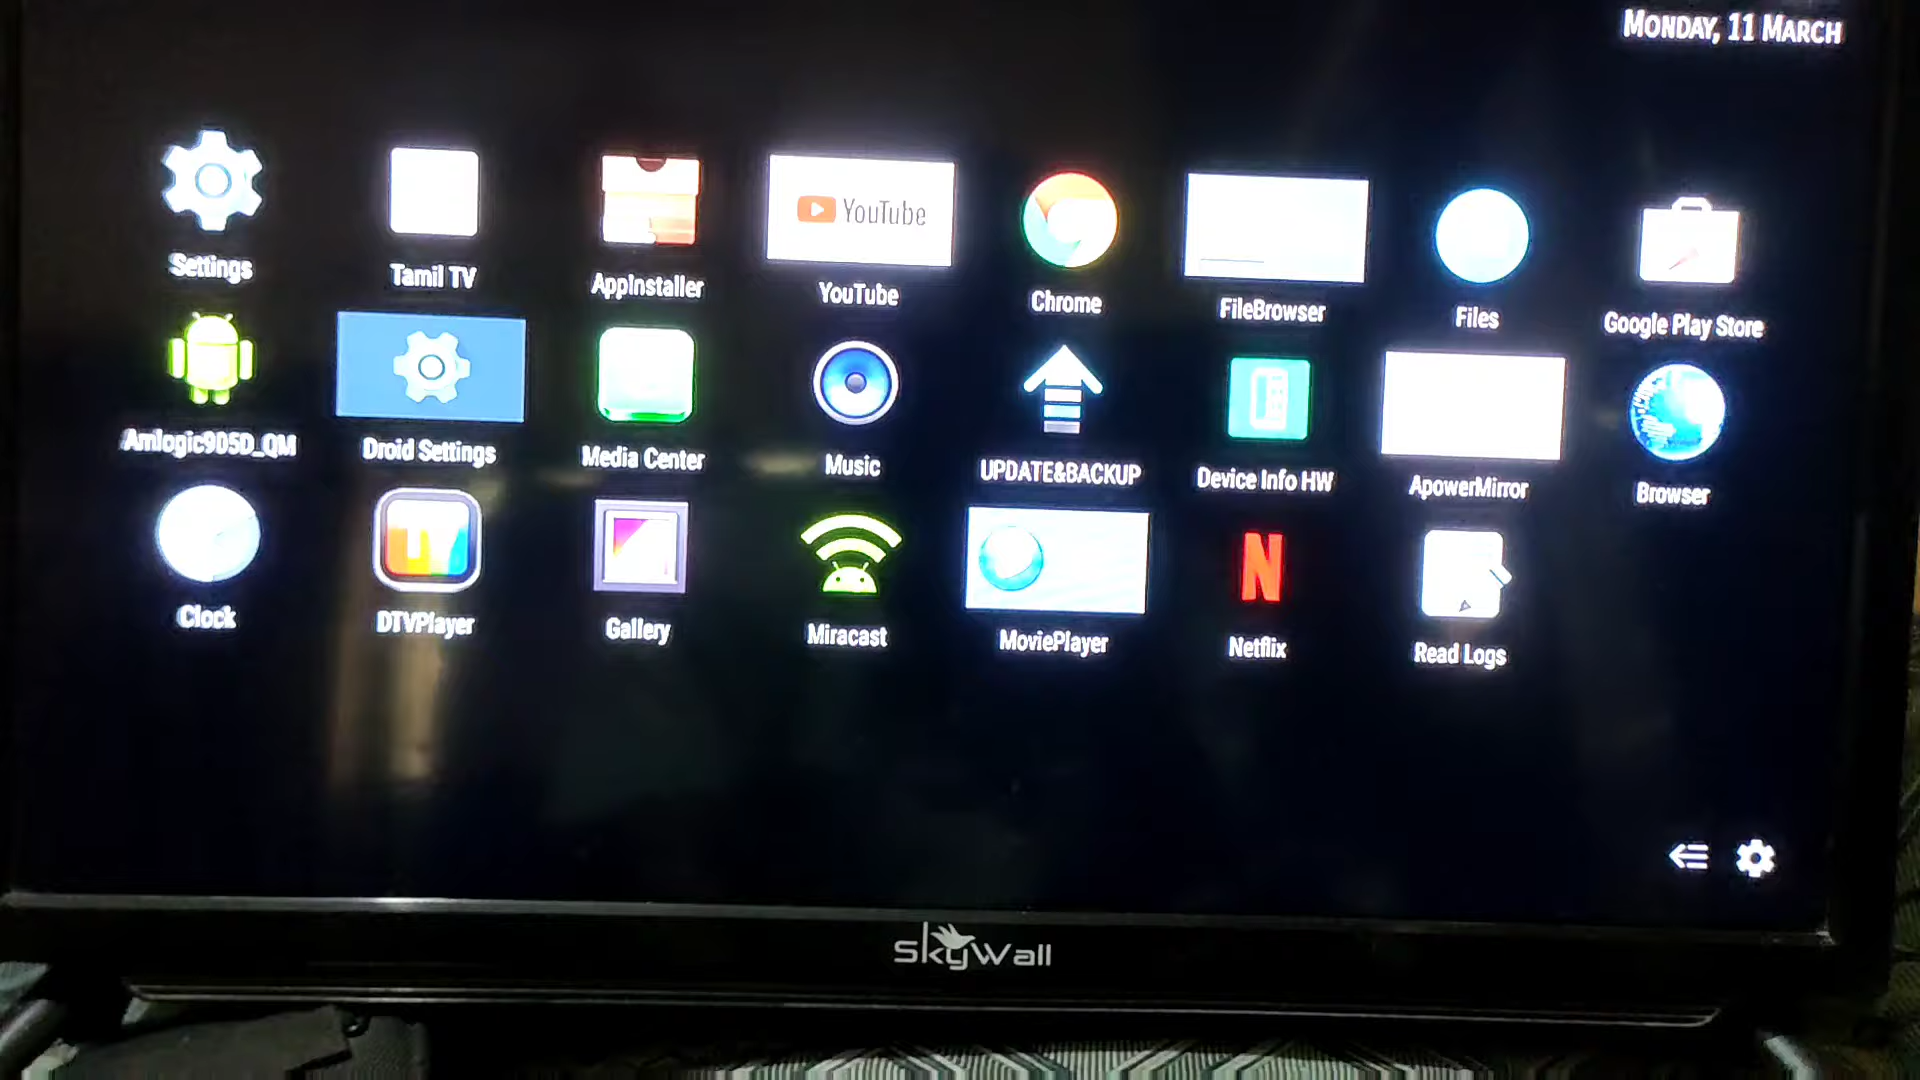 MONDAY, 11 MARCH
Settings
Tamil TV
AppInstaller
YouTube
YouTube
Chrome
FileBrowser
Files
Google Play Store
Amlogic905D_QM
Droid Settings
Media Center
Music
UPDATE&BACKUP
Device Info HW
ApowerMirror
Browser
Clock
DTVPlayer
Gallery
Miracast
MoviePlayer
N
Netflix
Read Logs
skyWall